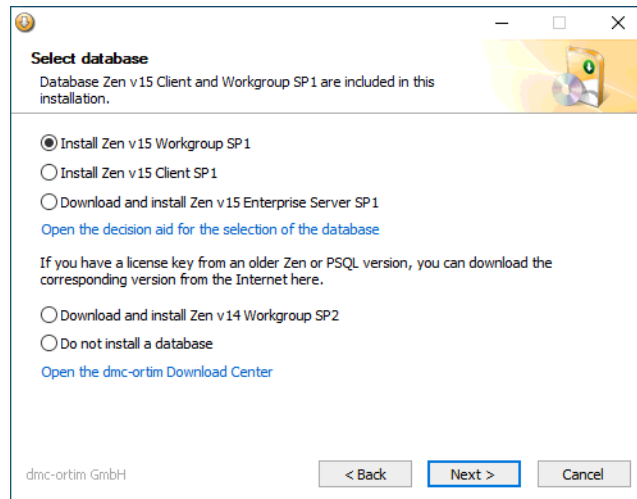 Select database
Database Zen v15 Client and Workgroup SP1 are included in this
installation.
Install Zen v15 Workgroup SP1
Install Zen v15 Client SP1
Download and install Zen v15 Enterprise Server SP1
Open the decision aid for the selection of the database
If you have a license key from an older Zen or PSQL version, you can download the
corresponding version from the Internet here.
Download and install Zen v14 Workgroup SP2
Do not install a database
Open the dmc-ortim Download Center
dmc-ortim GmbH
< Back
Next >
Cancel